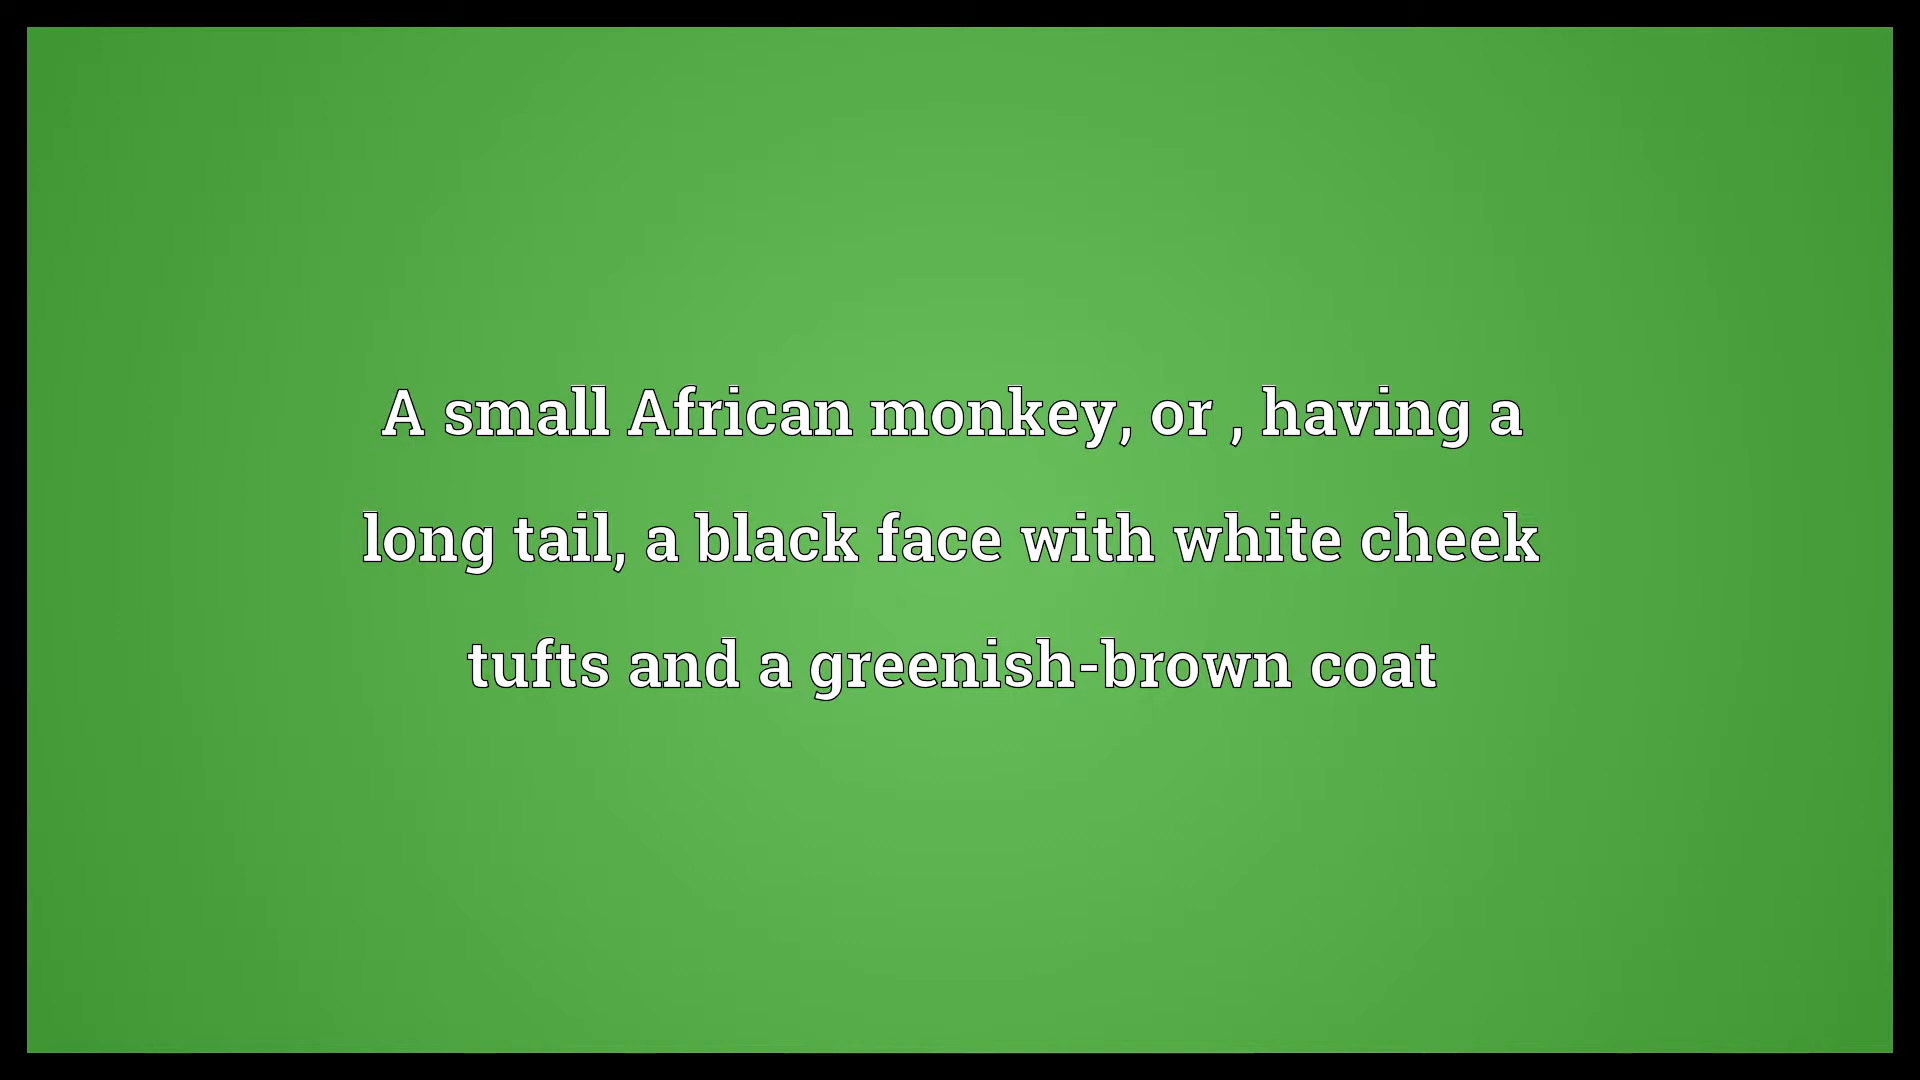 A small African monkey, or , having a
long tail, a black face with white cheek
tufts and a greenish-brown coat